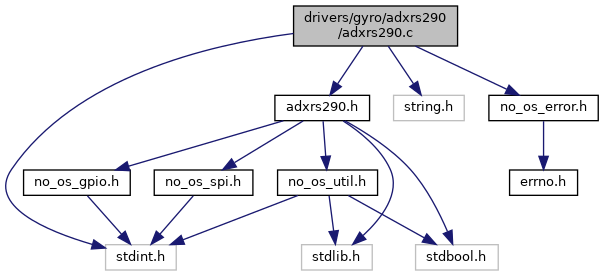 drivers/gyro/adxrs290
/adxrs290.c
adxrs290.h
string.h
no_os_error.h
no_os_gpio.h
no_os_spi.h
no_os_util.h
errno.h
stdint.h
stdlib.h
stdbool.h